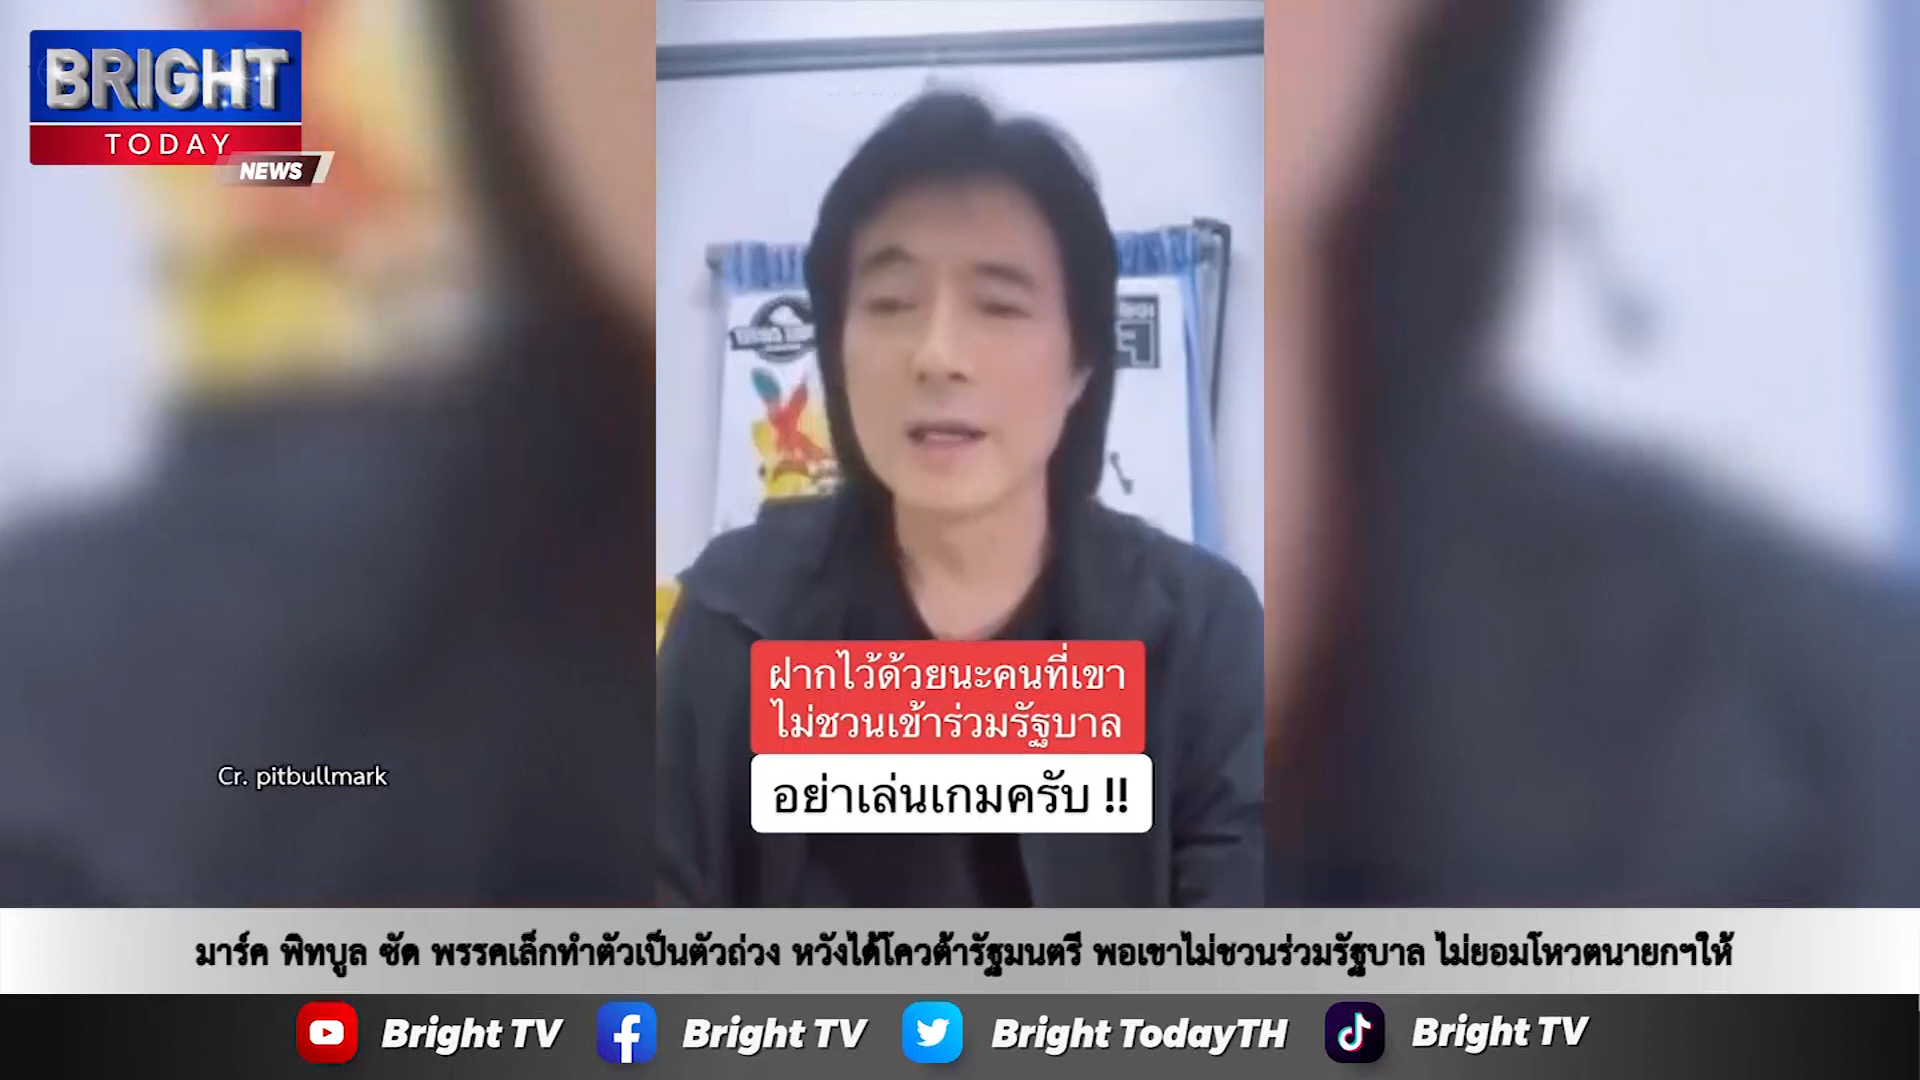 BRIGHT
TODAY
NEWS
ฝากไว้ด้วยนะคนที่เขา
ไม่ชวนเข้าร่วมรัฐบาล
อย่าเล่นเกมครับ !!
Cr. pitbullmark
มาร์ค พิทบูล ซัด พรรคเล็กทำตัวเป็นตัวถ่วง หวังได้โควต้ารัฐมนตรี พอเขาไม่ชวนร่วมรัฐบาล ไม่ยอมโหวตนายกฯให้
Bright TV Bright TV Bright TodayTH Bright TV